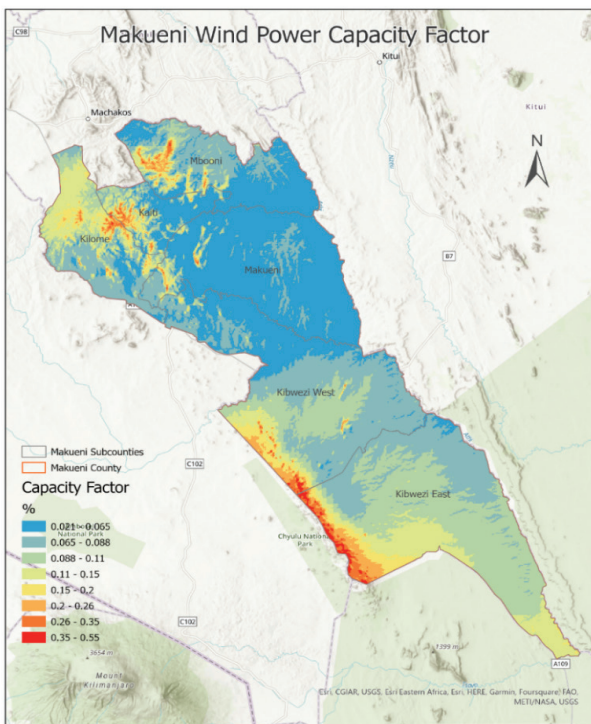 Makueni Wind Power Capacity Factor
C98
Kitui
Machakos
Kitui
N
Mbooni
Kaiti
Kilome
Makueni
B7
Kibwezi West
Makueni Subcounties
Makueni County
C102
Kibwezi East
Capacity Factor
%
0.021 - 0.065
0.065 - 0.088
National Park
0.088 - 0.11
Chyulu National
Park
0.11 - 0.15
0.15 - 0.2
0.2 - 0.26
C102
0.26 - 0.35
0.35 - 0.55
3654 m
1399 m
A109
Mount
Kilimanjar
Esri, CGIAR, USGS, Esri Eastern Africa, Esri, HERE, Garmin, Foursquare, FAO,
METI/NASA, USGS